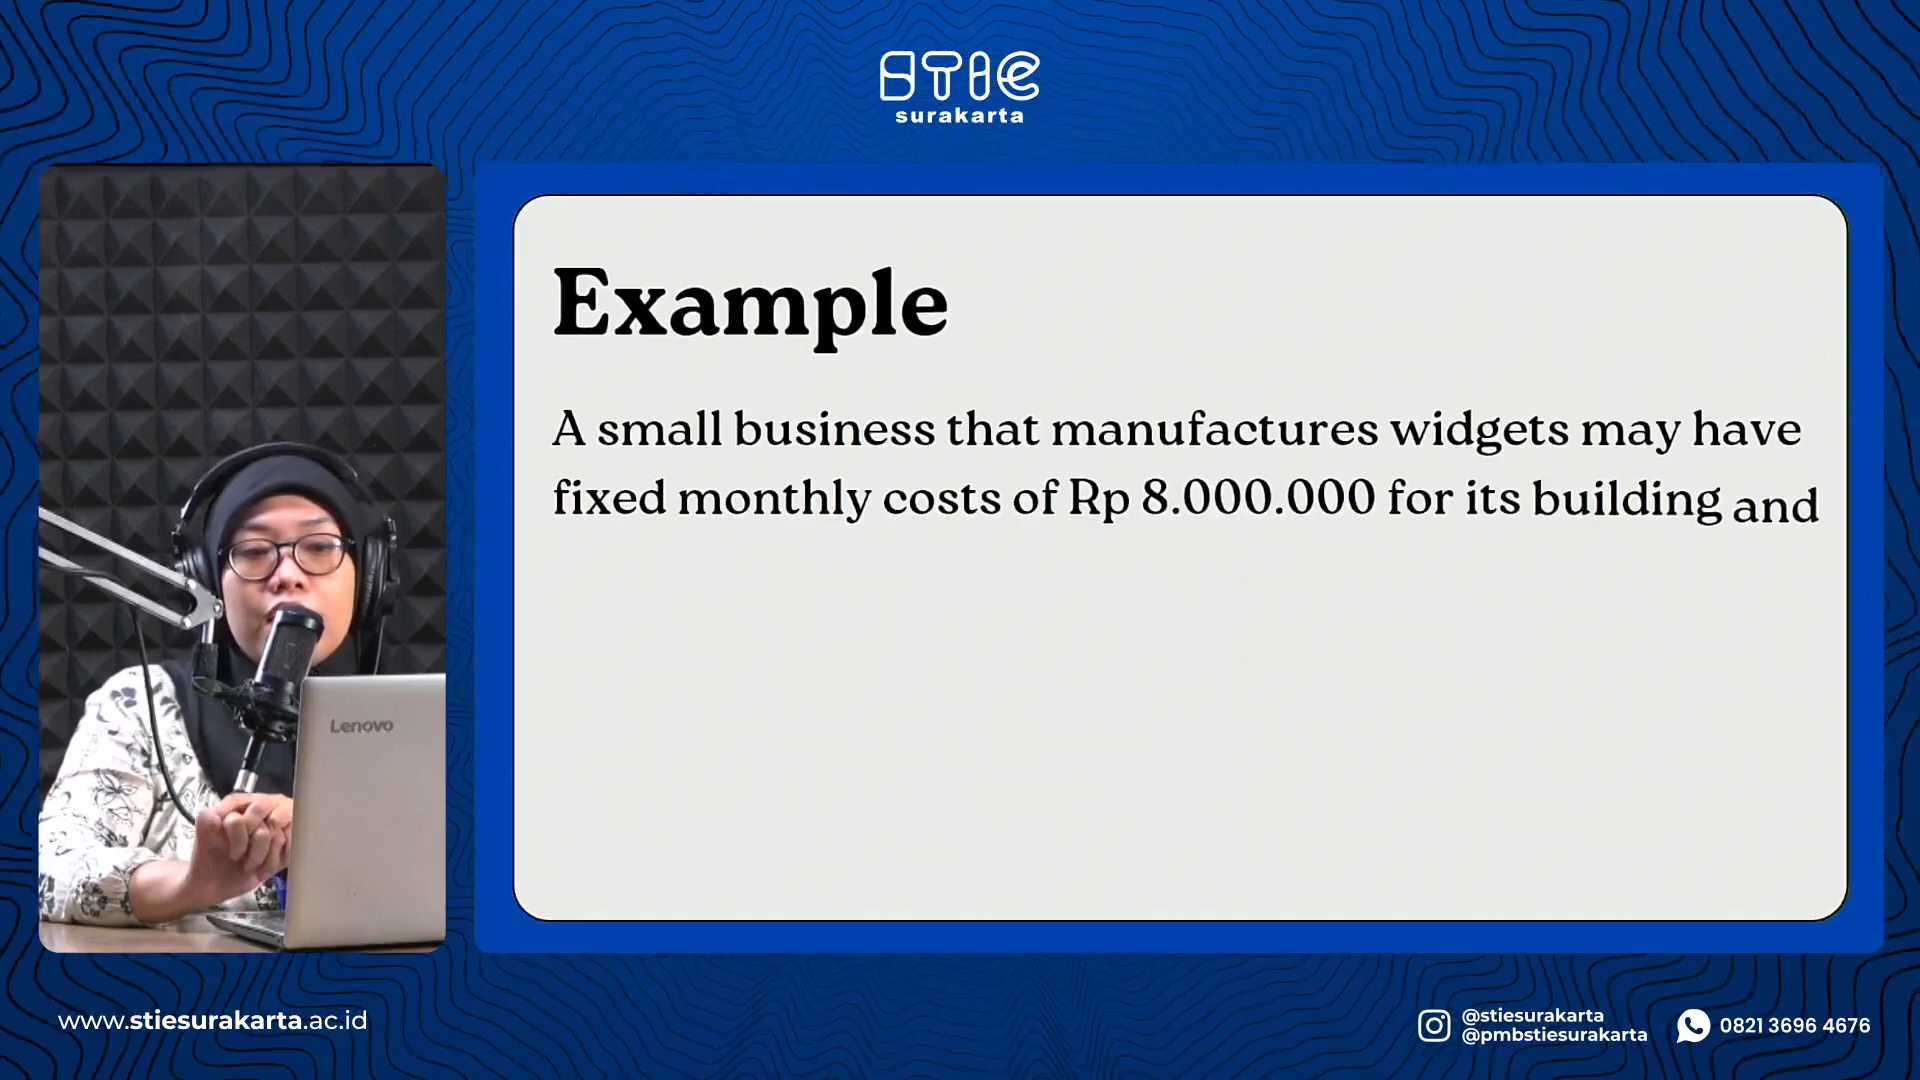 STIE
surakarta
Example
A small business that manufactures widgets may have
fixed monthly costs of Rp 8.000.000 for its building and
Lenovo
www.stiesurakarta.ac.id
@stiesurakarta
@pmbstiesurakarta
0821 3696 4676